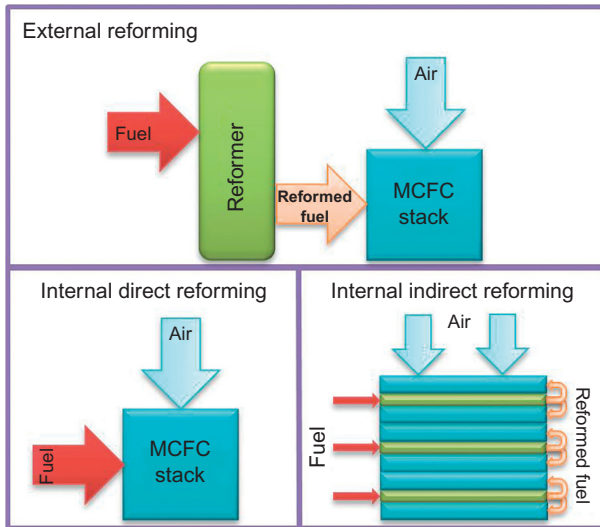 External reforming
Air
Fuel
Reformer
Reformed
fuel
MCFC
stack
Internal direct reforming
Air
Fuel
MCFC
stack
Internal indirect reforming
Air
Fuel
Reformed fuel